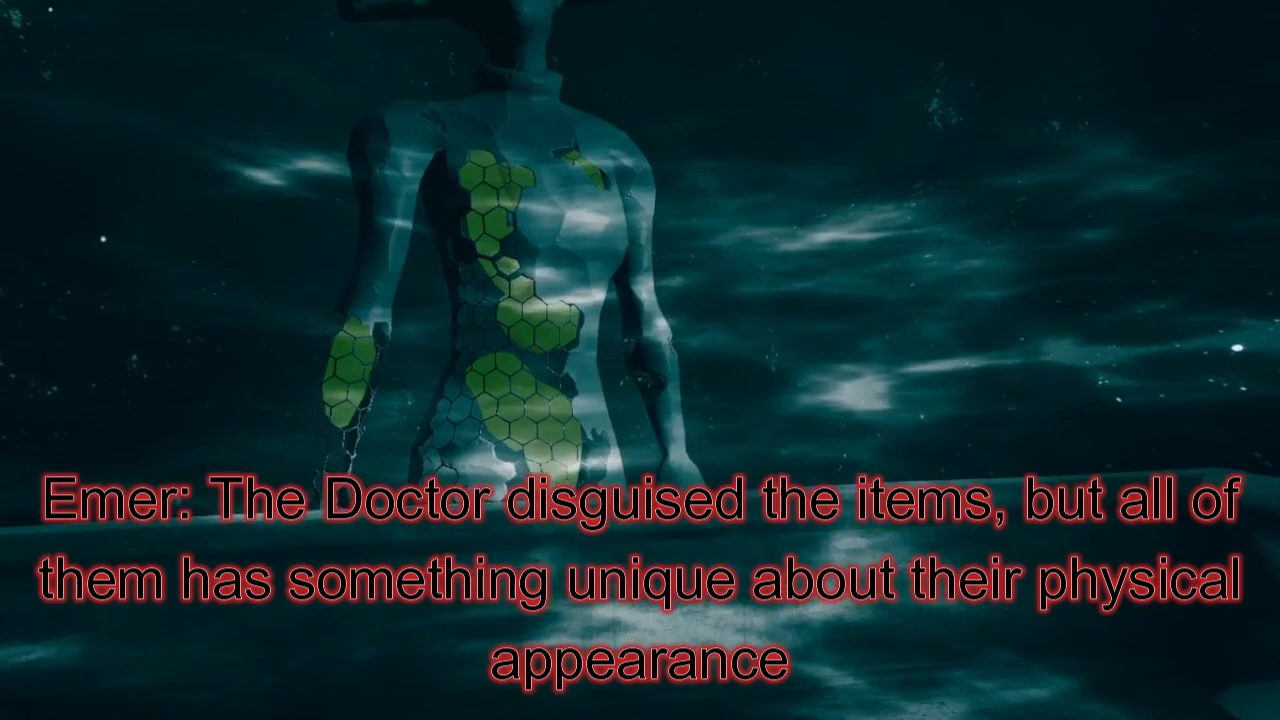 Emer: The Doctor disguised the items, but all of
them has something unique about their physical
appearance